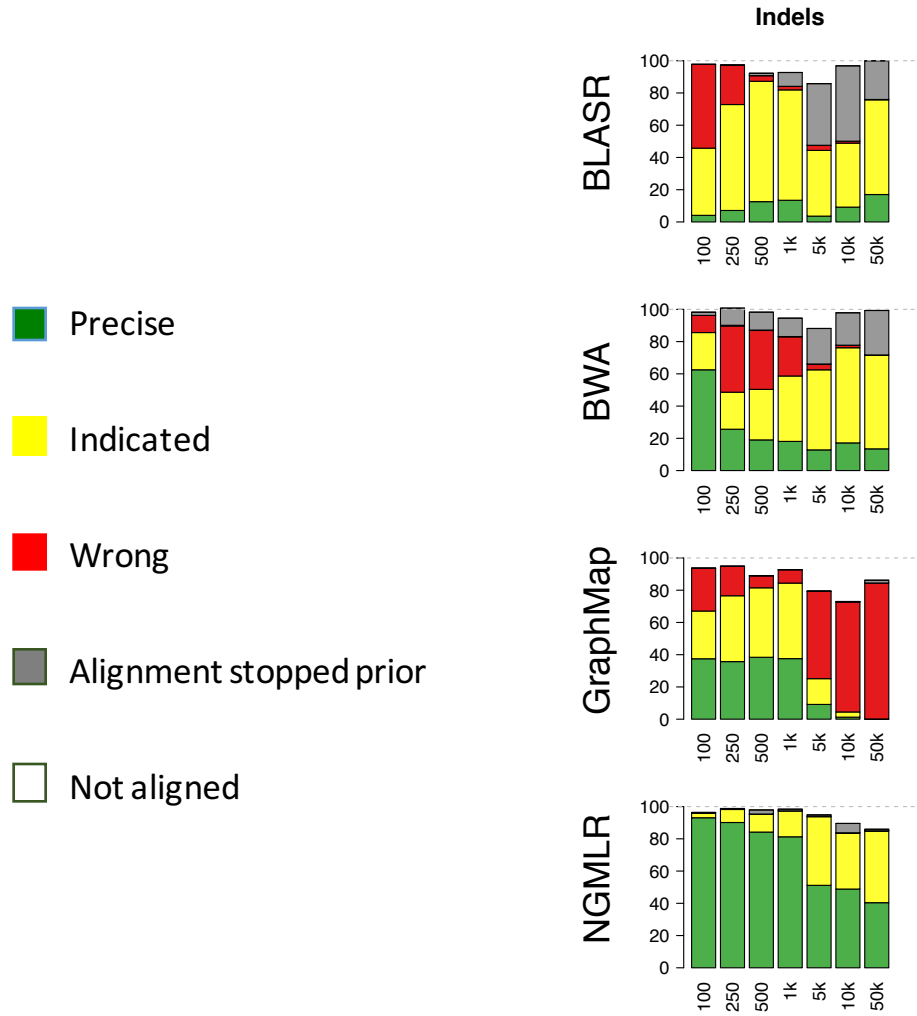 Indels
Precise
Indicated
Wrong
Alignment stopped prior
Not aligned
BLASR
100
80
60
40
20
0
100
250
500
1k
5k
10k
50k
BWA
100
80
60
40
20
0
100
250
500
1k
5k
10k
50k
GraphMap
100
80
60
40
20
0
100
250
500
1k
5k
10k
50k
NGMLR
100
80
60
40
20
0
100
250
500
1k
5k
10k
50k